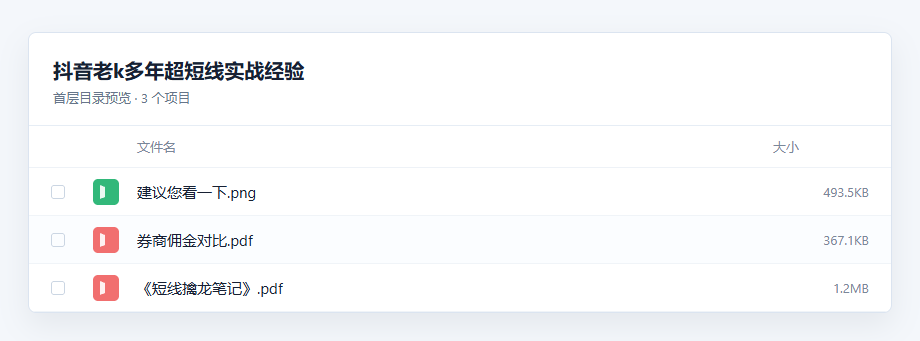 抖音老k多年超短线实战经验
首层目录预览 · 3 个项目
文件名 大小
建议您看一下.png 493.5KB
券商佣金对比.pdf 367.1KB
《短线擒龙笔记》.pdf 1.2MB